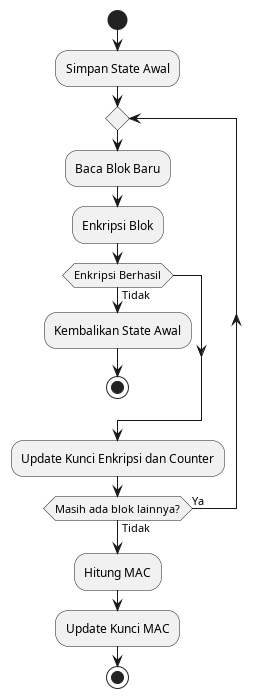 Simpan State Awal
Baca Blok Baru
Enkripsi Blok
Enkripsi Berhasil
Tidak
Kembalikan State Awal
Update Kunci Enkripsi dan Counter
Masih ada blok lainnya?
Ya
Tidak
Hitung MAC
Update Kunci MAC